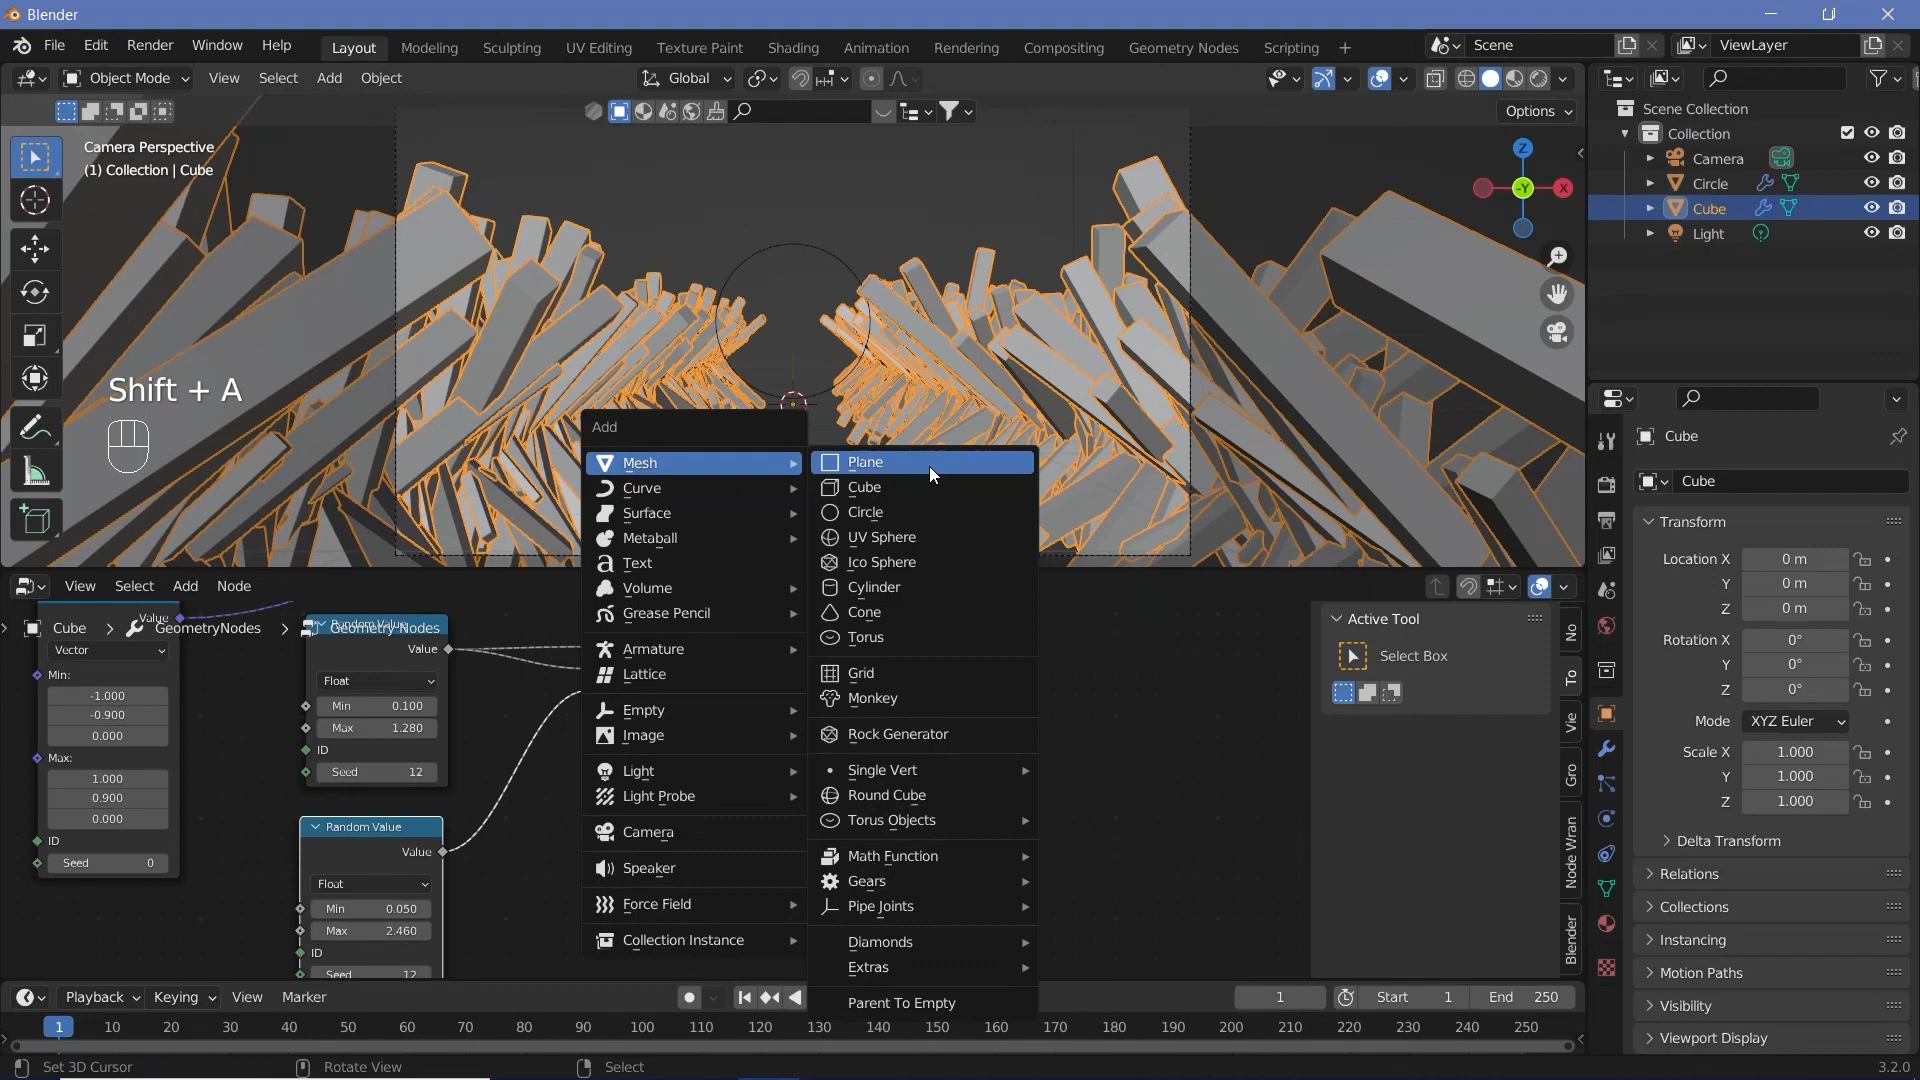 Blender
File Edit Render Window Help
Layout Modeling Sculpting UV Editing Texture Paint Shading Animation Rendering Compositing Geometry Nodes Scripting +
Scene
ViewLayer
Object Mode View Select Add Object
Global
Options
Camera Perspective
(1) Collection | Cube
Z
-Y
X
Shift + A
Scene Collection
Collection
Camera
Circle
Cube
Light
Add
Mesh
Curve
Surface
Metaball
Text
Volume
Grease Pencil
Armature
Lattice
Empty
Image
Light
Light Probe
Camera
Speaker
Force Field
Collection Instance
Plane
Cube
Circle
UV Sphere
Ico Sphere
Cylinder
Cone
Torus
Grid
Monkey
Rock Generator
Single Vert
Round Cube
Torus Objects
Math Function
Gears
Pipe Joints
Diamonds
Extras
Parent To Empty
View Select Add Node
Value
Cube > GeometryNodes > Geometry Nodes
Vector
Min:
-1.000
-0.900
0.000
Max:
1.000
0.900
0.000
ID
Seed 0
Random Value
Value
Float
Min 0.100
Max 1.280
ID
Seed 12
Random Value
Value
Float
Min 0.050
Max 2.460
ID
Seed 12
Active Tool
Select Box
No
To
Vie
Gro
Node Wran
Blender
Cube
Cube
Transform
Location X 0 m
Y 0 m
Z 0 m
Rotation X 0°
Y 0°
Z 0°
Mode XYZ Euler
Scale X 1.000
Y 1.000
Z 1.000
Delta Transform
Relations
Collections
Instancing
Motion Paths
Visibility
Viewport Display
Playback Keying View Marker
1
Start 1
End 250
1 10 20 30 40 50 60 70 80 90 100 110 120 130 140 150 160 170 180 190 200 210 220 230 240 250
Set 3D Cursor
Rotate View
Select
3.2.0